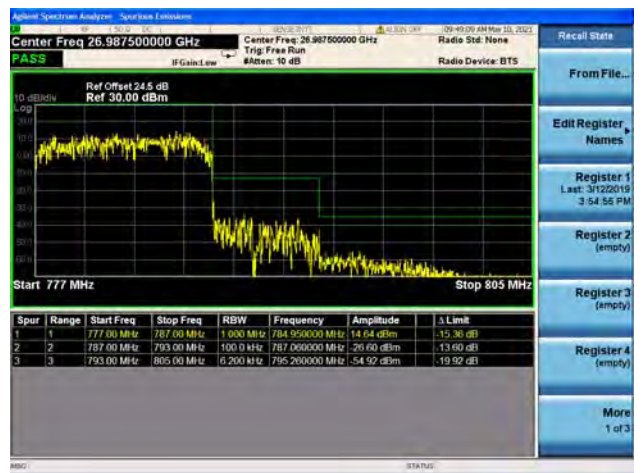 Agilent Spectrum Analyzer Spurious Emissions
RF 50 Ω DC SENSE:INT ALIGN OFF 09:49:09 AM Mar 10, 2021
Center Freq 26.987500000 GHz
Center Freq: 26.987500000 GHz
Radio Std: None
Trig: Free Run
PASS
IFGain:Low
#Atten: 10 dB
Radio Device: BTS
Ref Offset 24.5 dB
10 dB/div Ref 30.00 dBm
Log
Start 777 MHz
Stop 805 MHz
Spur Range Start Freq Stop Freq RBW Frequency Amplitude Δ Limit
1 1 777.00 MHz 787.00 MHz 1.000 MHz 784.950000 MHz 14.64 dBm -15.36 dB
2 2 787.00 MHz 793.00 MHz 100.0 kHz 787.060000 MHz -26.60 dBm -13.60 dB
3 3 793.00 MHz 805.00 MHz 6.200 kHz 795.260000 MHz -54.92 dBm -19.92 dB
MSG
STATUS
Recall State
From File...
Edit Register
Names
Register 1
Last: 3/12/2019
3:54:55 PM
Register 2
(empty)
Register 3
(empty)
Register 4
(empty)
More
1 of 3